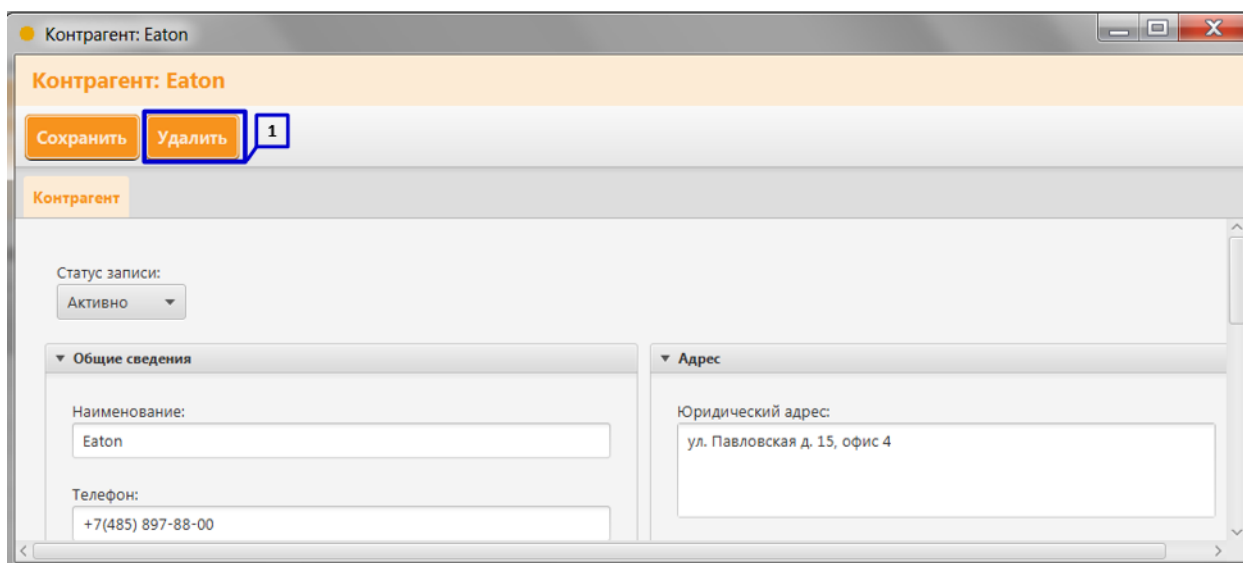 Контрагент: Eaton
Контрагент: Eaton
Сохранить Удалить 1
Контрагент
Статус записи:
Активно
Общие сведения
Наименование:
Eaton
Телефон:
+7(485) 897-88-00
Адрес
Юридический адрес:
ул. Павловская д. 15, офис 4